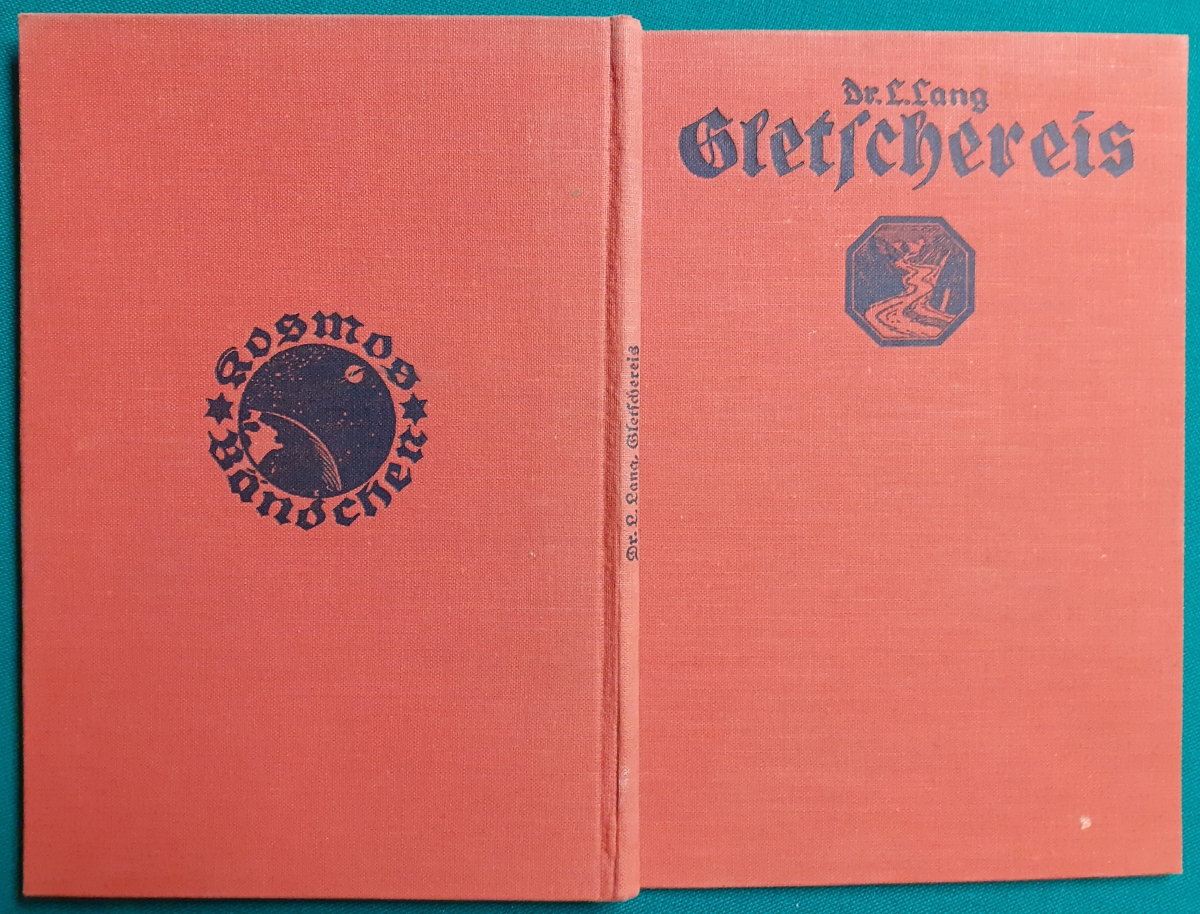 Kosmos
Bändchen
Dr. L. Lang, Gletschereis
Dr. L. Lang
Gletschereis